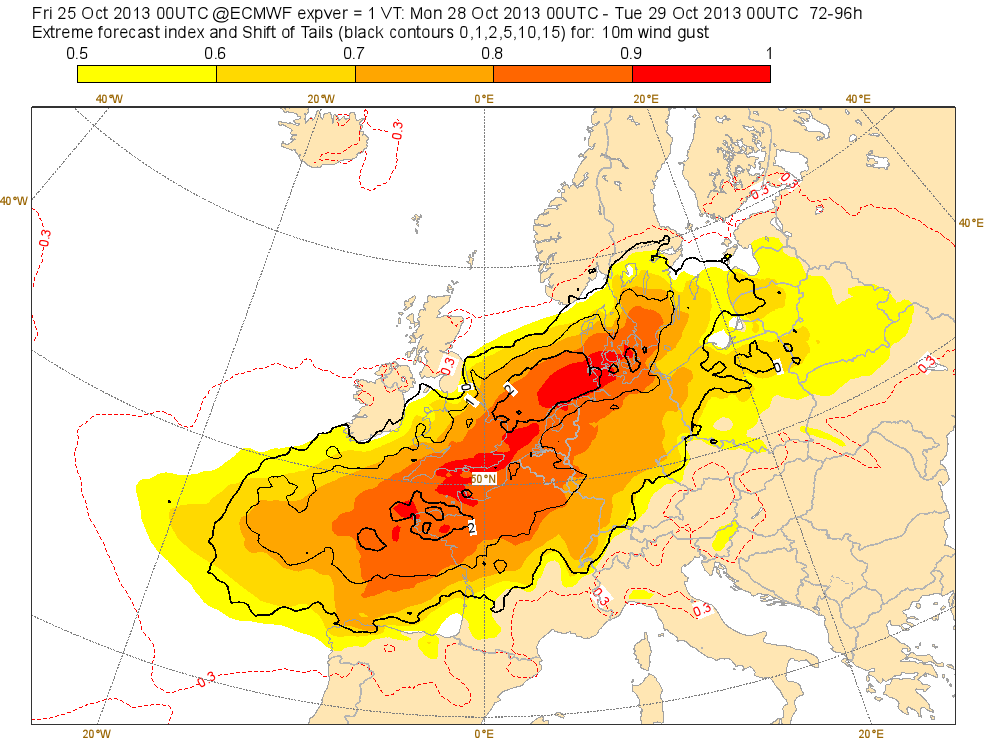 Fri 25 Oct 2013 00UTC @ECMWF expver = 1 VT: Mon 28 Oct 2013 00UTC - Tue 29 Oct 2013 00UTC 72-96h
Extreme forecast index and Shift of Tails (black contours 0,1,2,5,10,15) for: 10m wind gust
0.5 0.6 0.7 0.8 0.9 1
40°W 20°W 0°E 20°E 40°E
0.3
0.3 0.3
40°W
40°E
0.3
0.3
0.3
0
0
1
2
50°N
2
0.3
0.3
0.3
20°W 0°E 20°E